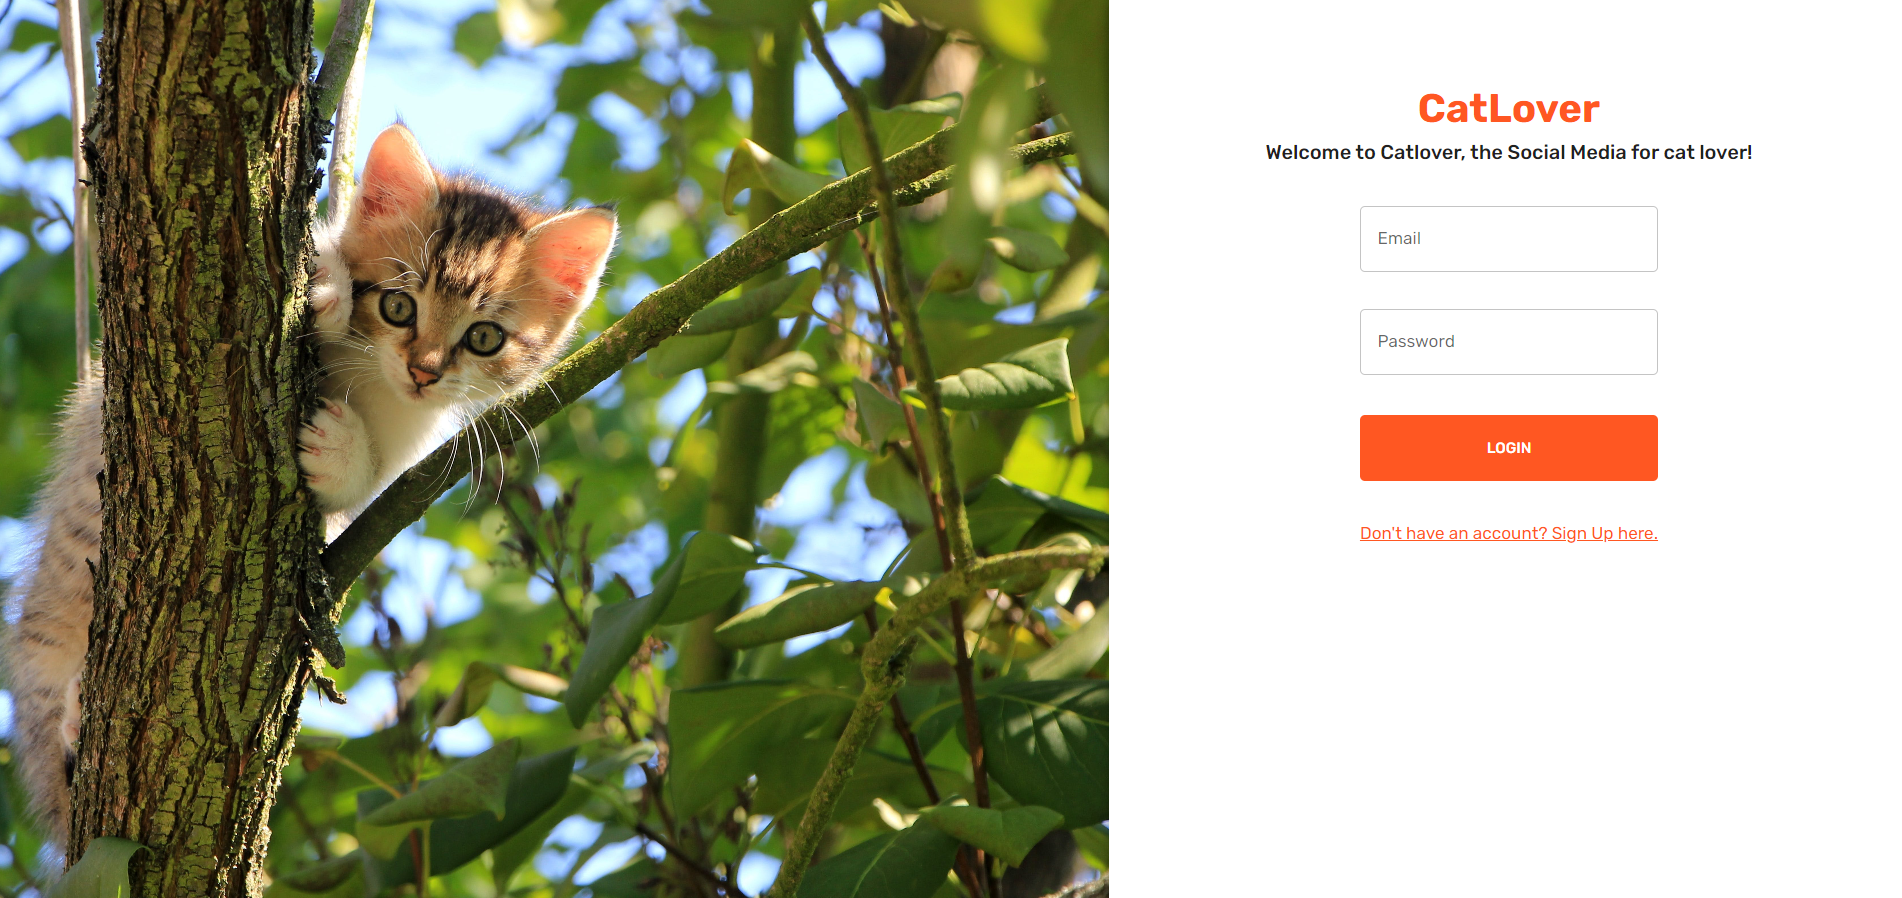 CatLover
Welcome to Catlover, the Social Media for cat lover!
Email
Password
LOGIN
Don't have an account? Sign Up here.